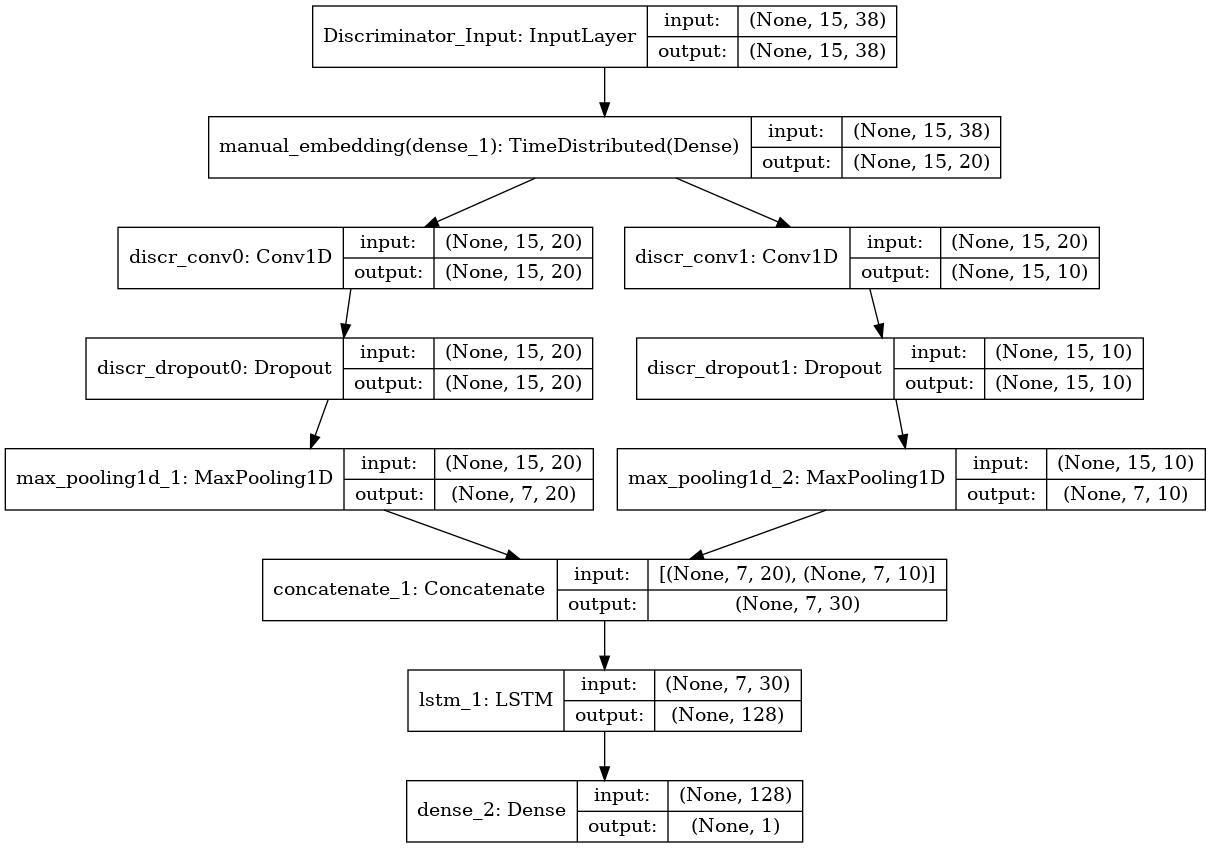 Discriminator_Input: InputLayer
input: (None, 15, 38)
output: (None, 15, 38)
manual_embedding(dense_1): TimeDistributed(Dense)
input: (None, 15, 38)
output: (None, 15, 20)
discr_conv0: Conv1D
input: (None, 15, 20)
output: (None, 15, 20)
discr_conv1: Conv1D
input: (None, 15, 20)
output: (None, 15, 10)
discr_dropout0: Dropout
input: (None, 15, 20)
output: (None, 15, 20)
discr_dropout1: Dropout
input: (None, 15, 10)
output: (None, 15, 10)
max_pooling1d_1: MaxPooling1D
input: (None, 15, 20)
output: (None, 7, 20)
max_pooling1d_2: MaxPooling1D
input: (None, 15, 10)
output: (None, 7, 10)
concatenate_1: Concatenate
input: [(None, 7, 20), (None, 7, 10)]
output: (None, 7, 30)
lstm_1: LSTM
input: (None, 7, 30)
output: (None, 128)
dense_2: Dense
input: (None, 128)
output: (None, 1)